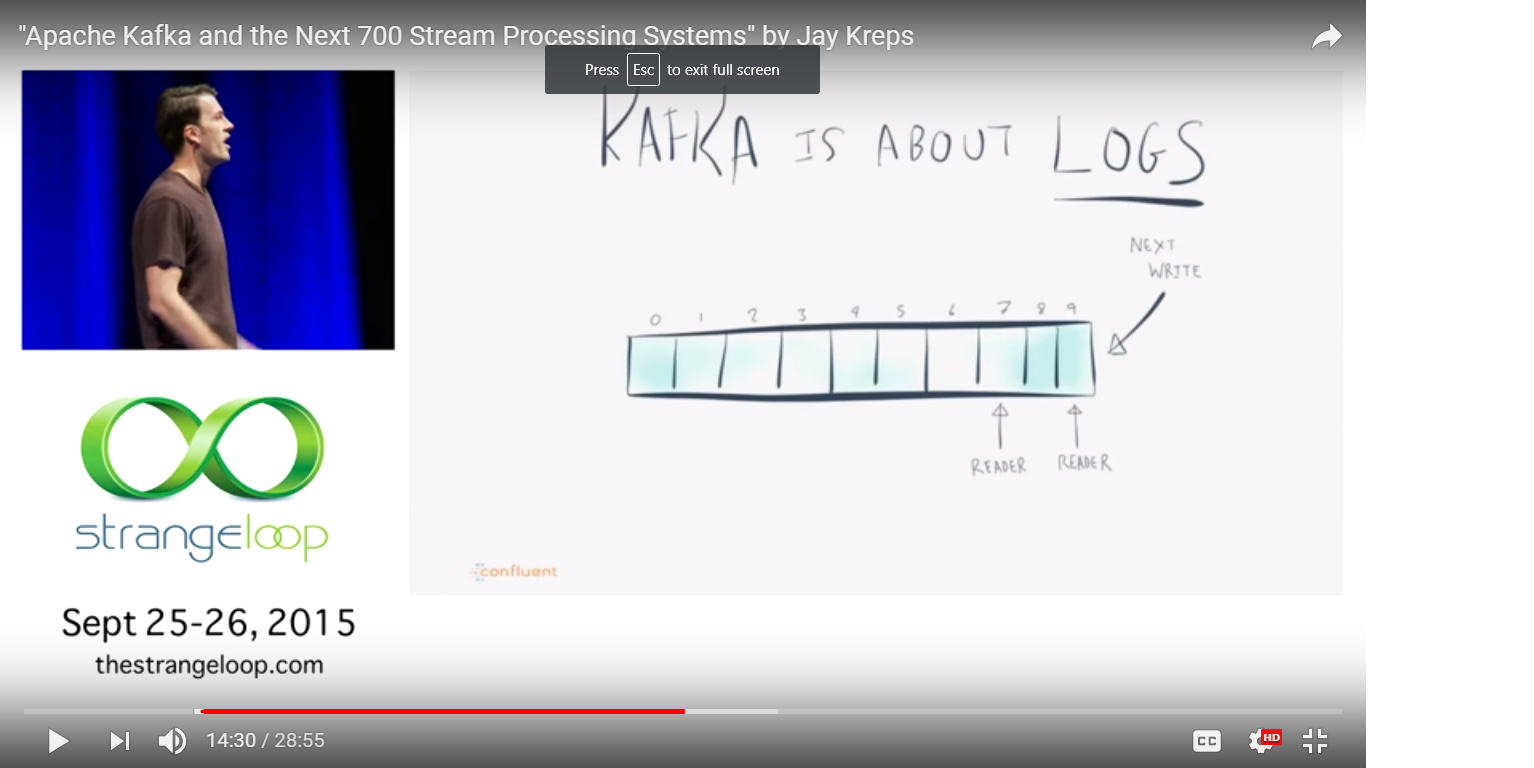 "Apache Kafka and the Next 700 Stream Processing Systems" by Jay Kreps
Press Esc to exit full screen
KAFKA IS ABOUT LOGS
NEXT
WRITE
0 1 2 3 4 5 6 7 8 9
READER READER
confluent
strangeloop
Sept 25-26, 2015
thestrangeloop.com
14:30 / 28:55
CC
HD